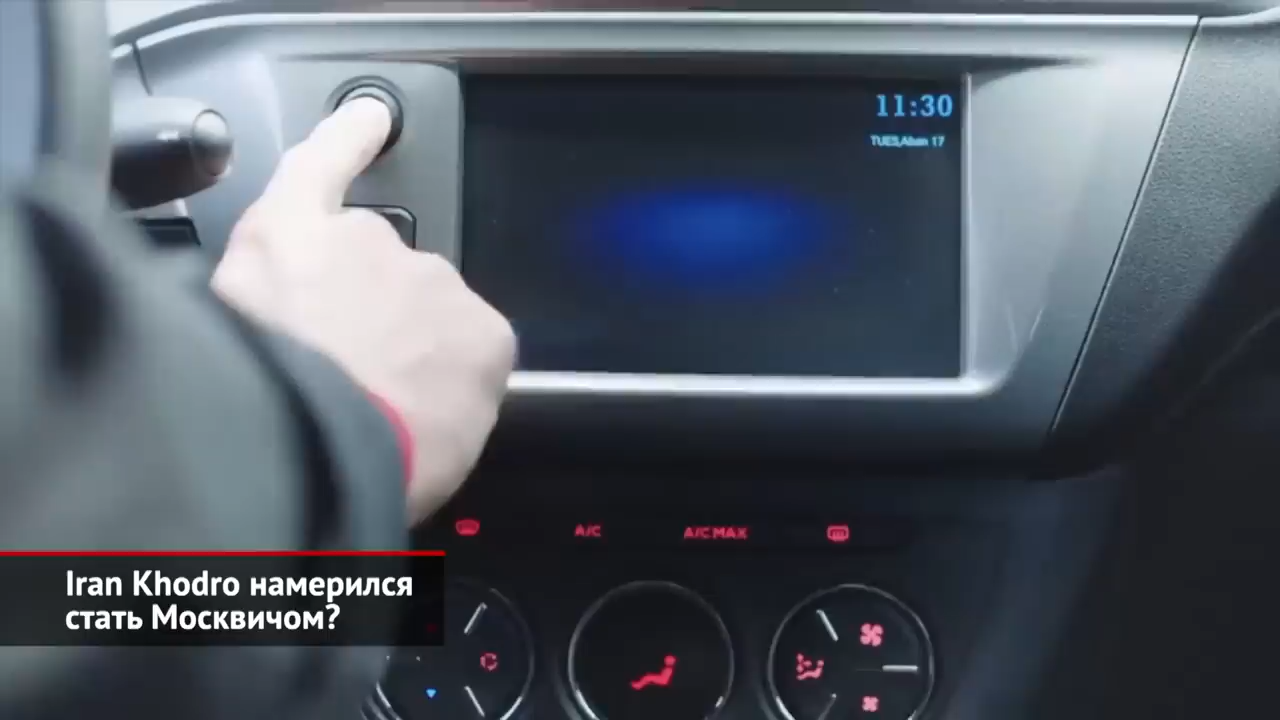 11:30
TUES,Aban 17
A/C
A/C MAX
Iran Khodro намерился
стать Москвичом?